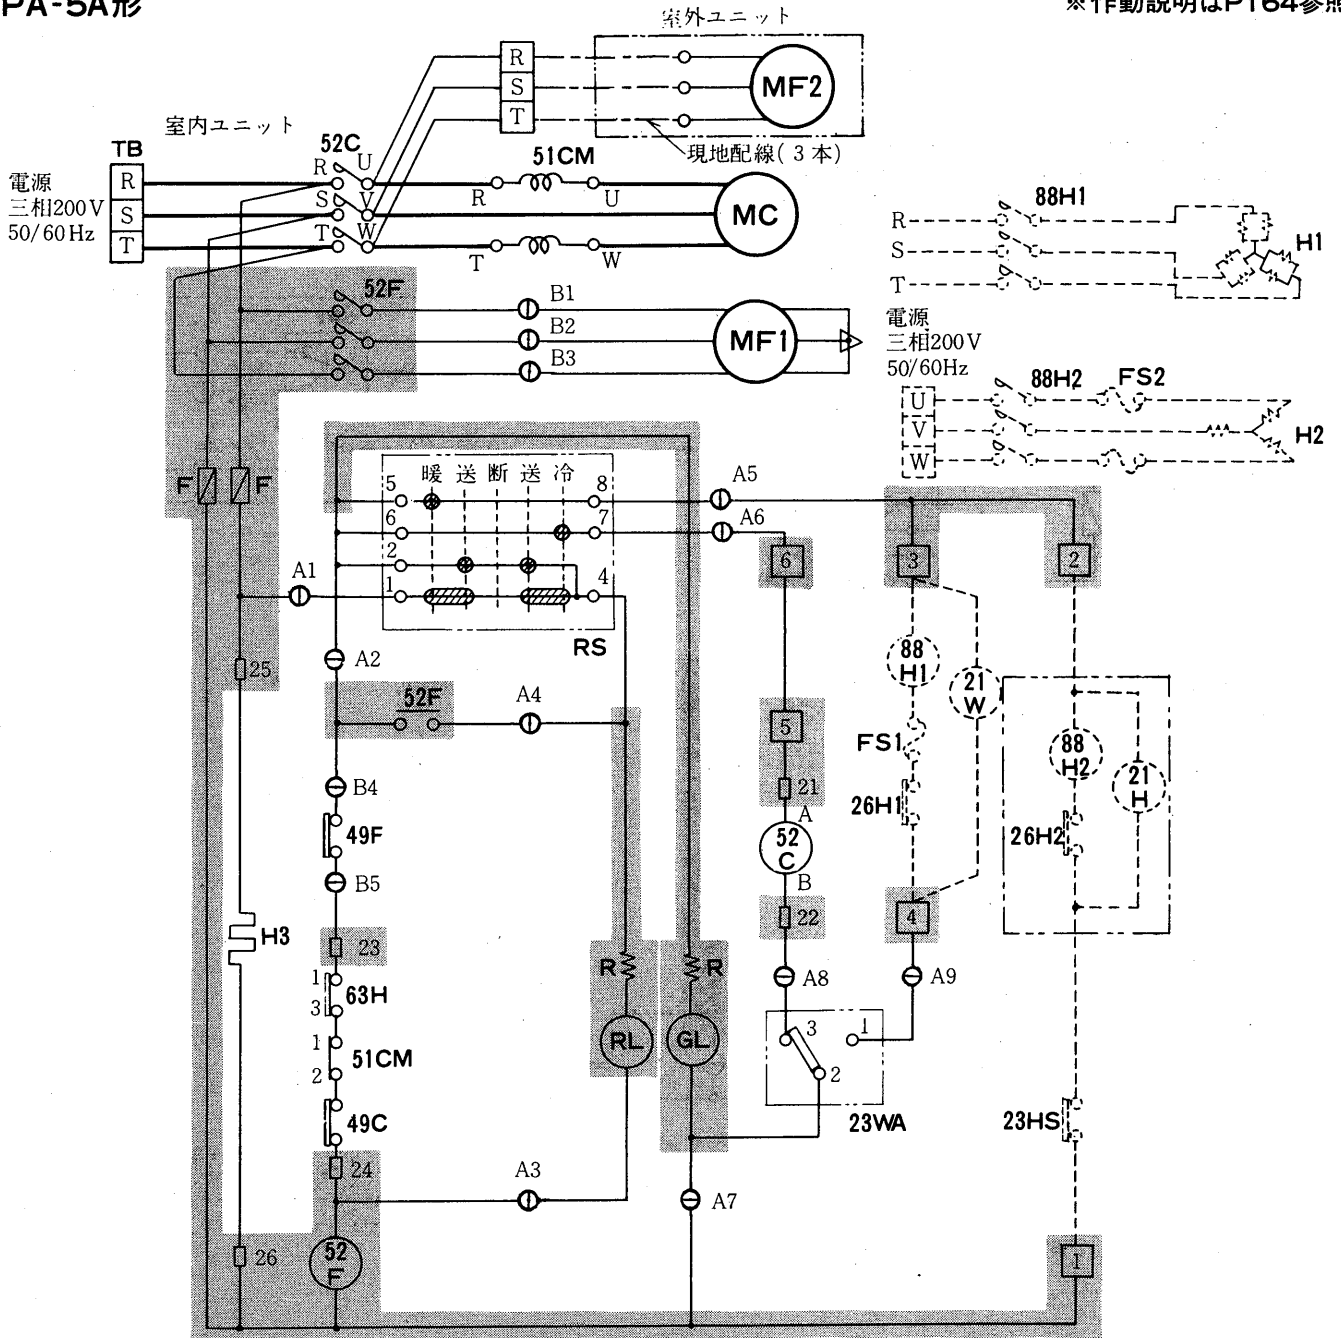 PA-5A形
※作動説明はP164参照
室外ユニット
R
S
T
MF2
現地配線(3本)
室内ユニット
TB
電源
三相200V
50/60Hz
R
S
T
52C
R U
S V
T W
51CM
R U
T W
MC
88H1
R
S
T
H1
52F
B1
B2
B3
MF1
電源
三相200V
50/60Hz
88H2 FS2
U
V
W
H2
F F
暖 送 断 送 冷
5 8
6 7
2
1 4
RS
A1
A5
A6
6
3
2
25
A2
52F
A4
88
H1
21
W
5
FS1
88
H2
21
H
B4
21
26H1
26H2
49F
A
52
C
B
B5
22
4
H3
23
R
R
A8
A9
1
63H
3
RL
GL
3 1
2
1
51CM
2
23WA
23HS
49C
24
A3
A7
26
52
F
1